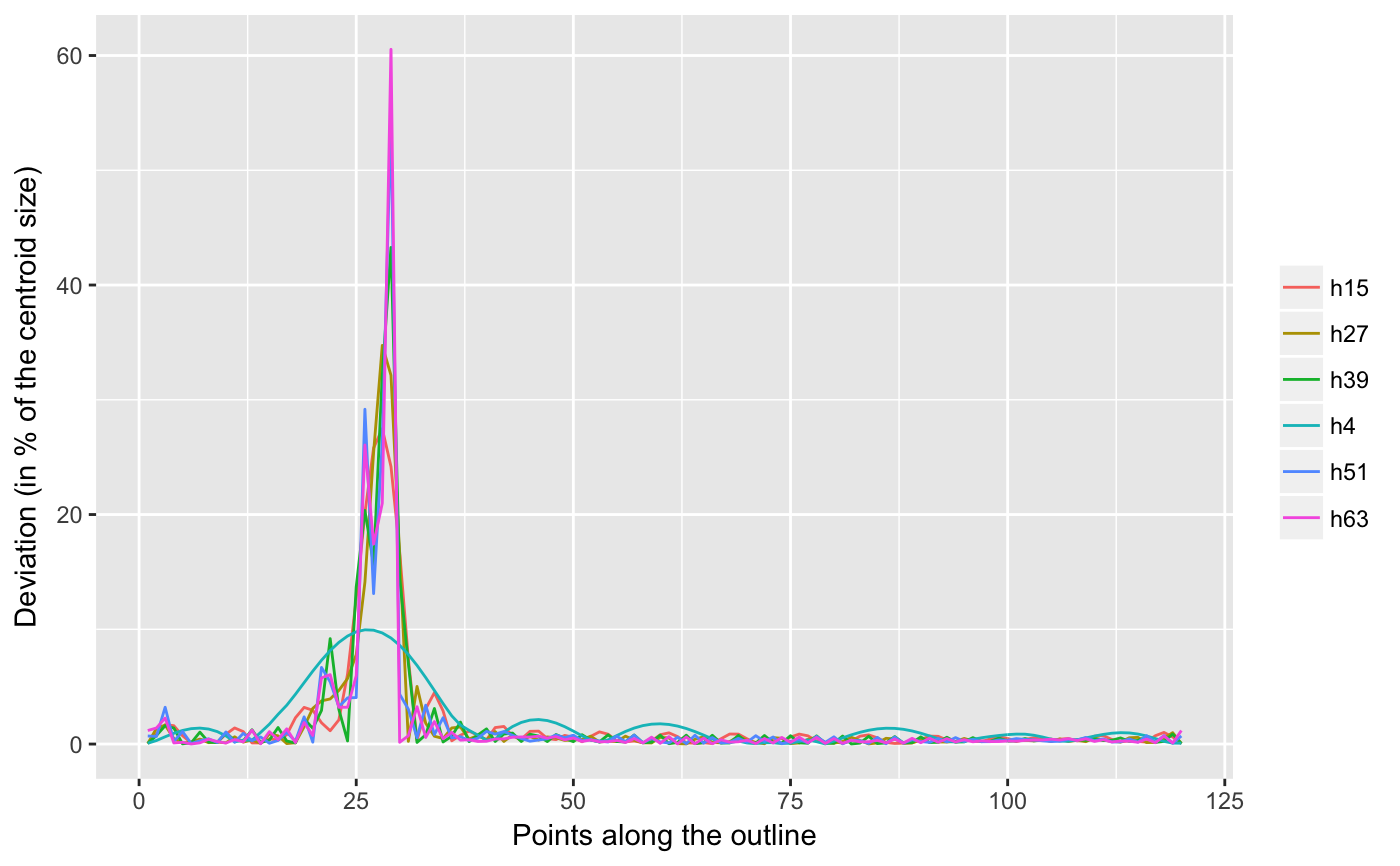 60
40
20
0
0
25
50
75
100
125
Points along the outline
Deviation (in % of the centroid size)
h15
h27
h39
h4
h51
h63